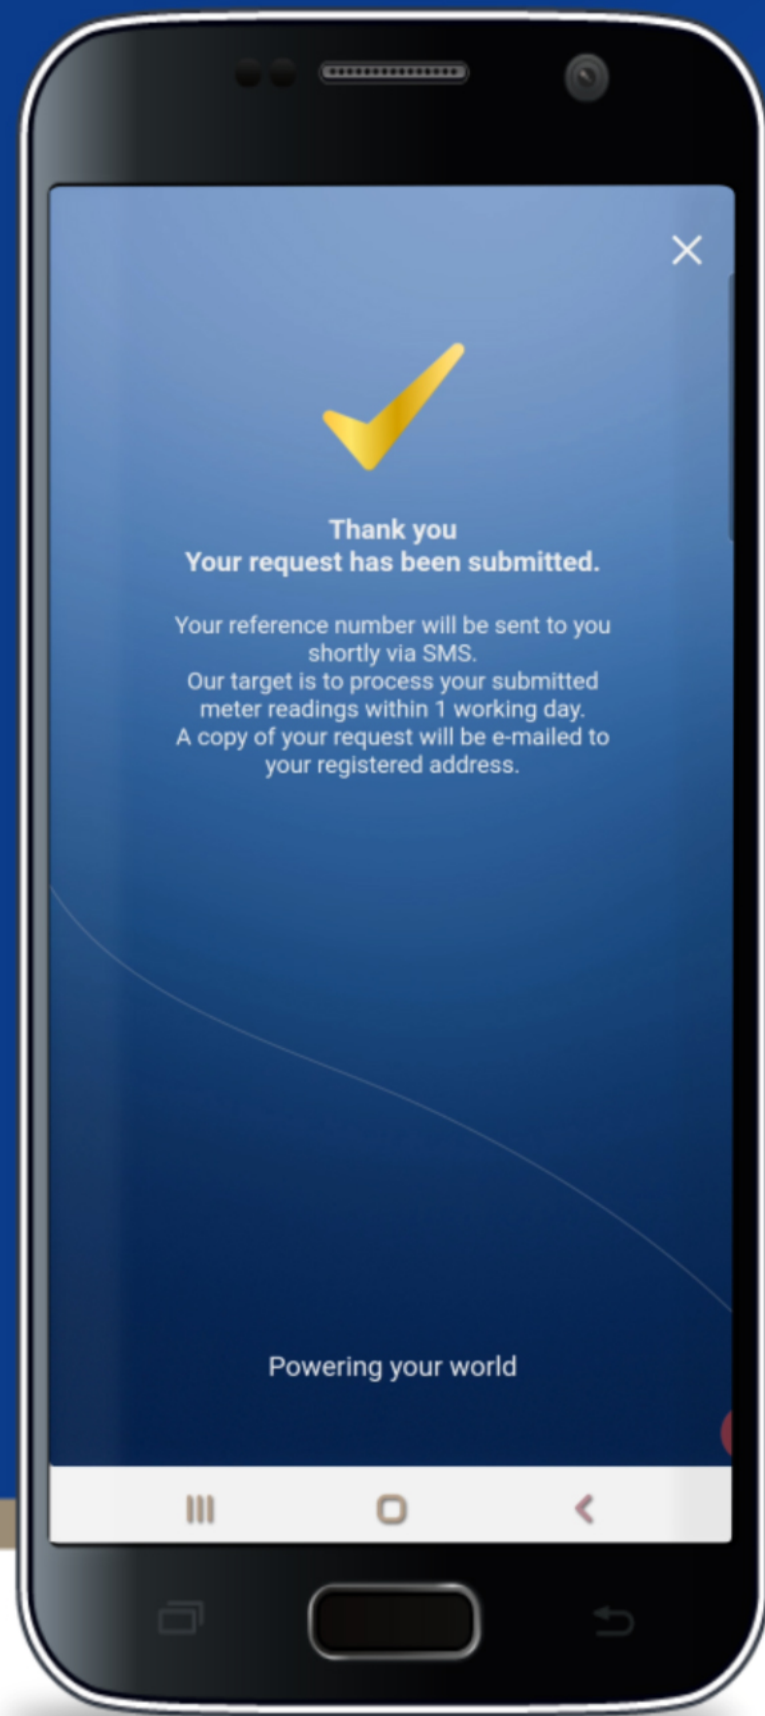 Thank you
Your request has been submitted.
Your reference number will be sent to you
shortly via SMS.
Our target is to process your submitted
meter readings within 1 working day.
A copy of your request will be e-mailed to
your registered address.
Powering your world